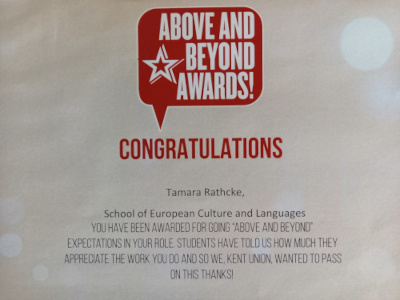 ABOVE AND
BEYOND
AWARDS!
CONGRATULATIONS
Tamara Rathcke,
School of European Culture and Languages
YOU HAVE BEEN AWARDED FOR GOING "ABOVE AND BEYOND"
EXPECTATIONS IN YOUR ROLE. STUDENTS HAVE TOLD US HOW MUCH THEY
APPRECIATE THE WORK YOU DO AND SO WE, KENT UNION, WANTED TO PASS
ON THIS THANKS!